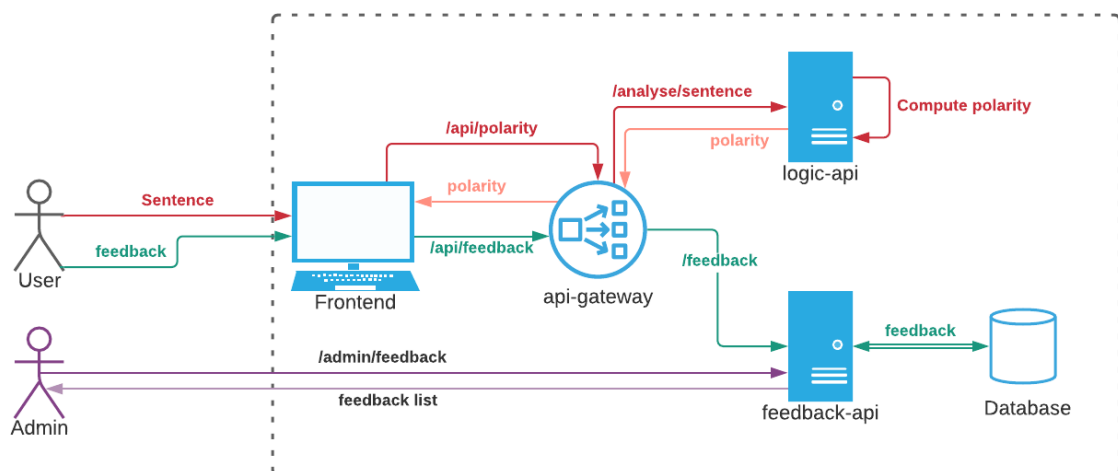 /analyse/sentence
Compute polarity
/api/polarity
polarity
logic-api
polarity
Sentence
feedback
/api/feedback
/feedback
User
Frontend
api-gateway
feedback
/admin/feedback
feedback list
feedback-api
Database
Admin